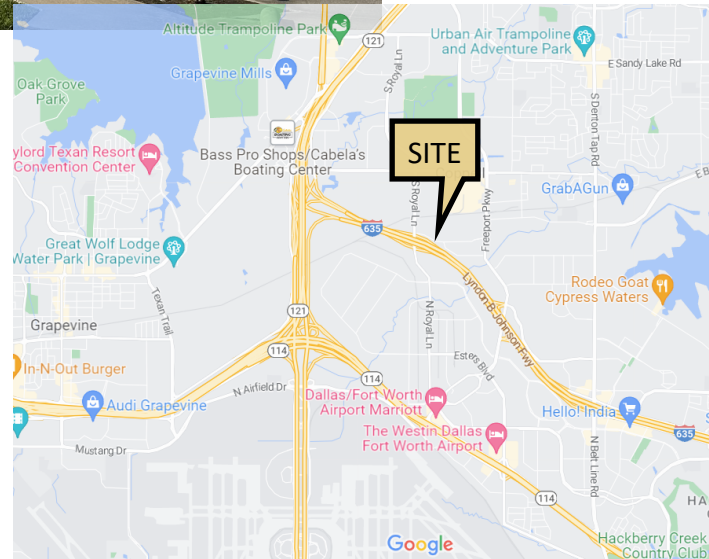 Altitude Trampoline Park
121
Urban Air Trampoline
and Adventure Park
E Sandy Lake Rd
S Royal Ln
Grapevine Mills
Oak Grove
Park
S Denton Tap Rd
SITE
ylord Texan Resort
Convention Center
Bass Pro Shops/Cabela's
Boating Center
S Royal Ln
Freeport Pkwy
GrabAGun
635
Great Wolf Lodge
Water Park | Grapevine
Texan Trail
Lyndon B Johnson Fwy
Rodeo Goat
Cypress Waters
N Royal Ln
121
Grapevine
114
Esters Blvd
In-N-Out Burger
N Airfield Dr
114
Audi Grapevine
Dallas/Fort Worth
Airport Marriott
Hello! India
The Westin Dallas
Fort Worth Airport
635
Mustang Dr
N Belt Line Rd
114
Google
Hackberry Creek
Country Club